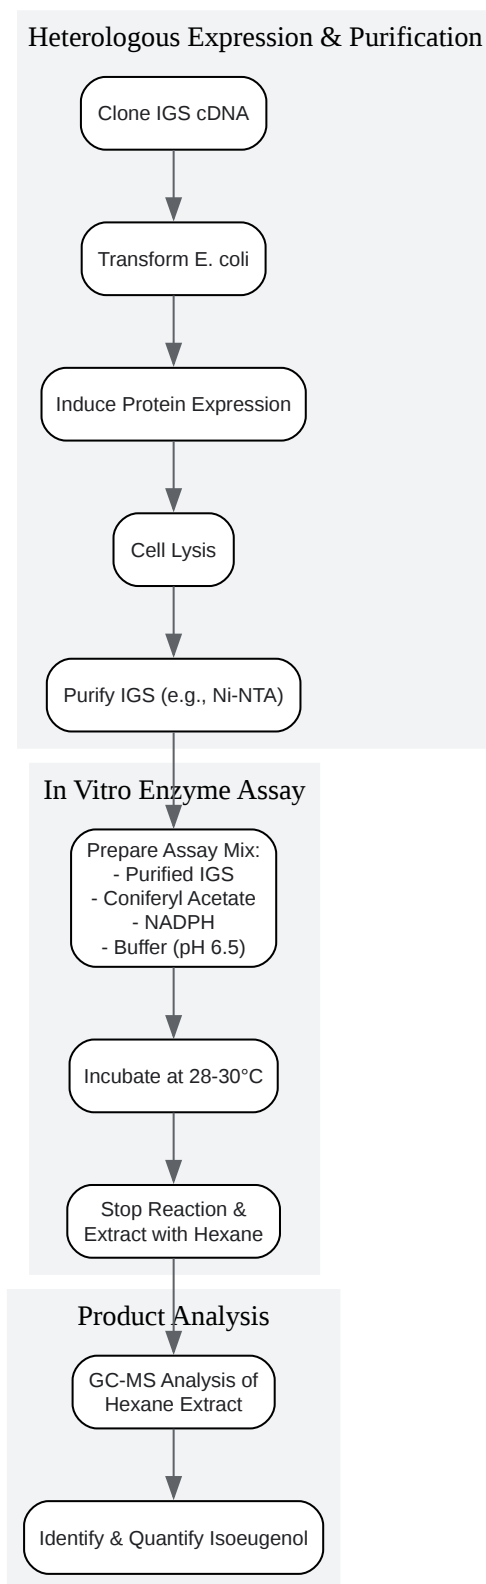 Heterologous Expression & Purification
Clone IGS cDNA
Transform E. coli
Induce Protein Expression
Cell Lysis
Purify IGS (e.g., Ni-NTA)
In Vitro Enzyme Assay
Prepare Assay Mix:
- Purified IGS
- Coniferyl Acetate
- NADPH
- Buffer (pH 6.5)
Incubate at 28-30°C
Stop Reaction &
Extract with Hexane
Product Analysis
GC-MS Analysis of
Hexane Extract
Identify & Quantify Isoeugenol